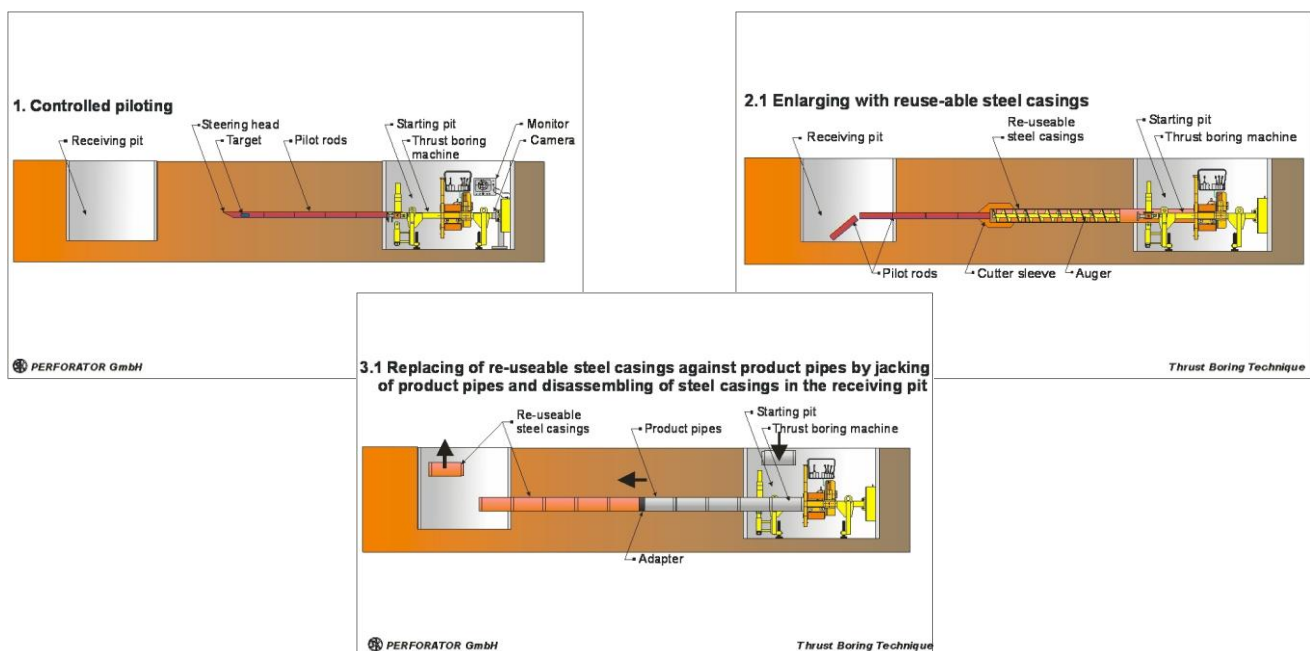 1. Controlled piloting
Receiving pit
Steering head
Target
Pilot rods
Starting pit
Thrust boring
machine
Monitor
Camera
PERFORATOR GmbH
2.1 Enlarging with reuse-able steel casings
Receiving pit
Re-useable
steel casings
Starting pit
Thrust boring machine
Pilot rods
Cutter sleeve
Auger
Thrust Boring Technique
3.1 Replacing of re-useable steel casings against product pipes by jacking
of product pipes and disassembling of steel casings in the receiving pit
Re-useable
steel casings
Product pipes
Starting pit
Thrust boring machine
Adapter
PERFORATOR GmbH
Thrust Boring Technique